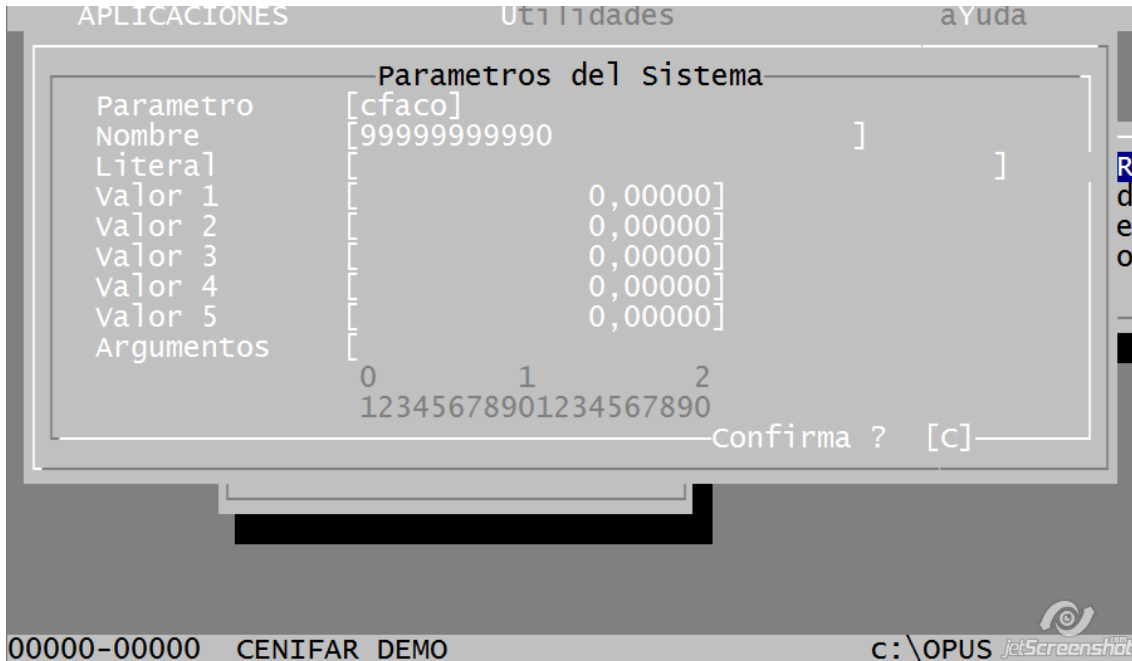 APLICACIONES Utilidades aYuda
Parametros del Sistema
Parametro [cfaco]
Nombre [99999999990 ]
Literal [ ]
Valor 1 [ 0,00000]
Valor 2 [ 0,00000]
Valor 3 [ 0,00000]
Valor 4 [ 0,00000]
Valor 5 [ 0,00000]
Argumentos [
0 1 2
12345678901234567890
Confirma ? [C]
R
d
e
o
00000-00000 CENIFAR DEMO c:\OPUS
jetScreenshot.com